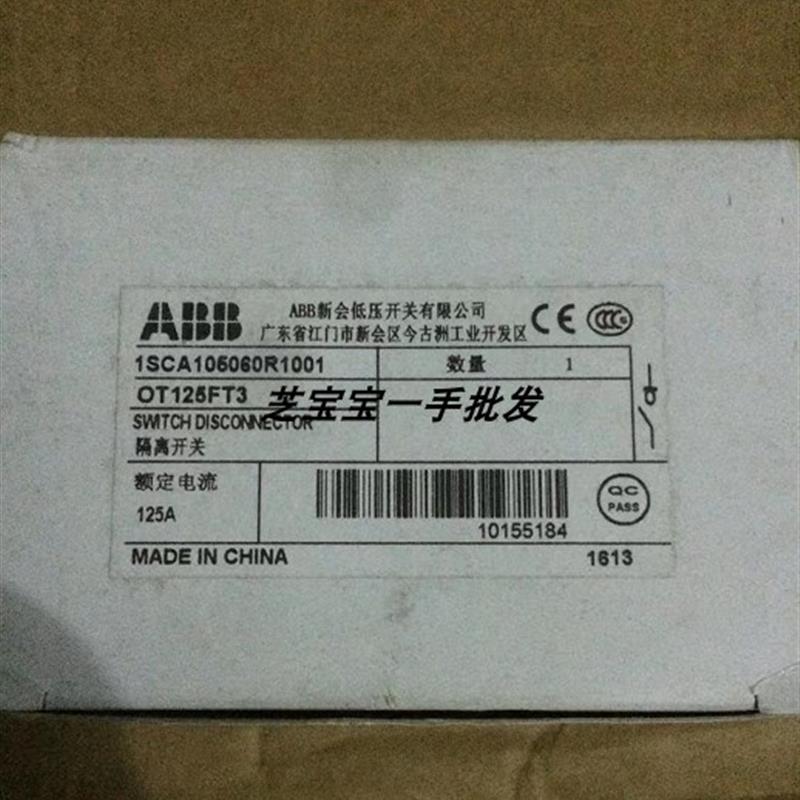 ABB
ABB新会低压开关有限公司
广东省江门市新会区今古洲工业开发区
CE
CCC
1SCA105060R1001
数量 1
OT125FT3
芝宝宝一手批发
SWITCH DISCONNECTOR
隔离开关
额定电流
125A
10155184
QC
PASS
MADE IN CHINA
1613